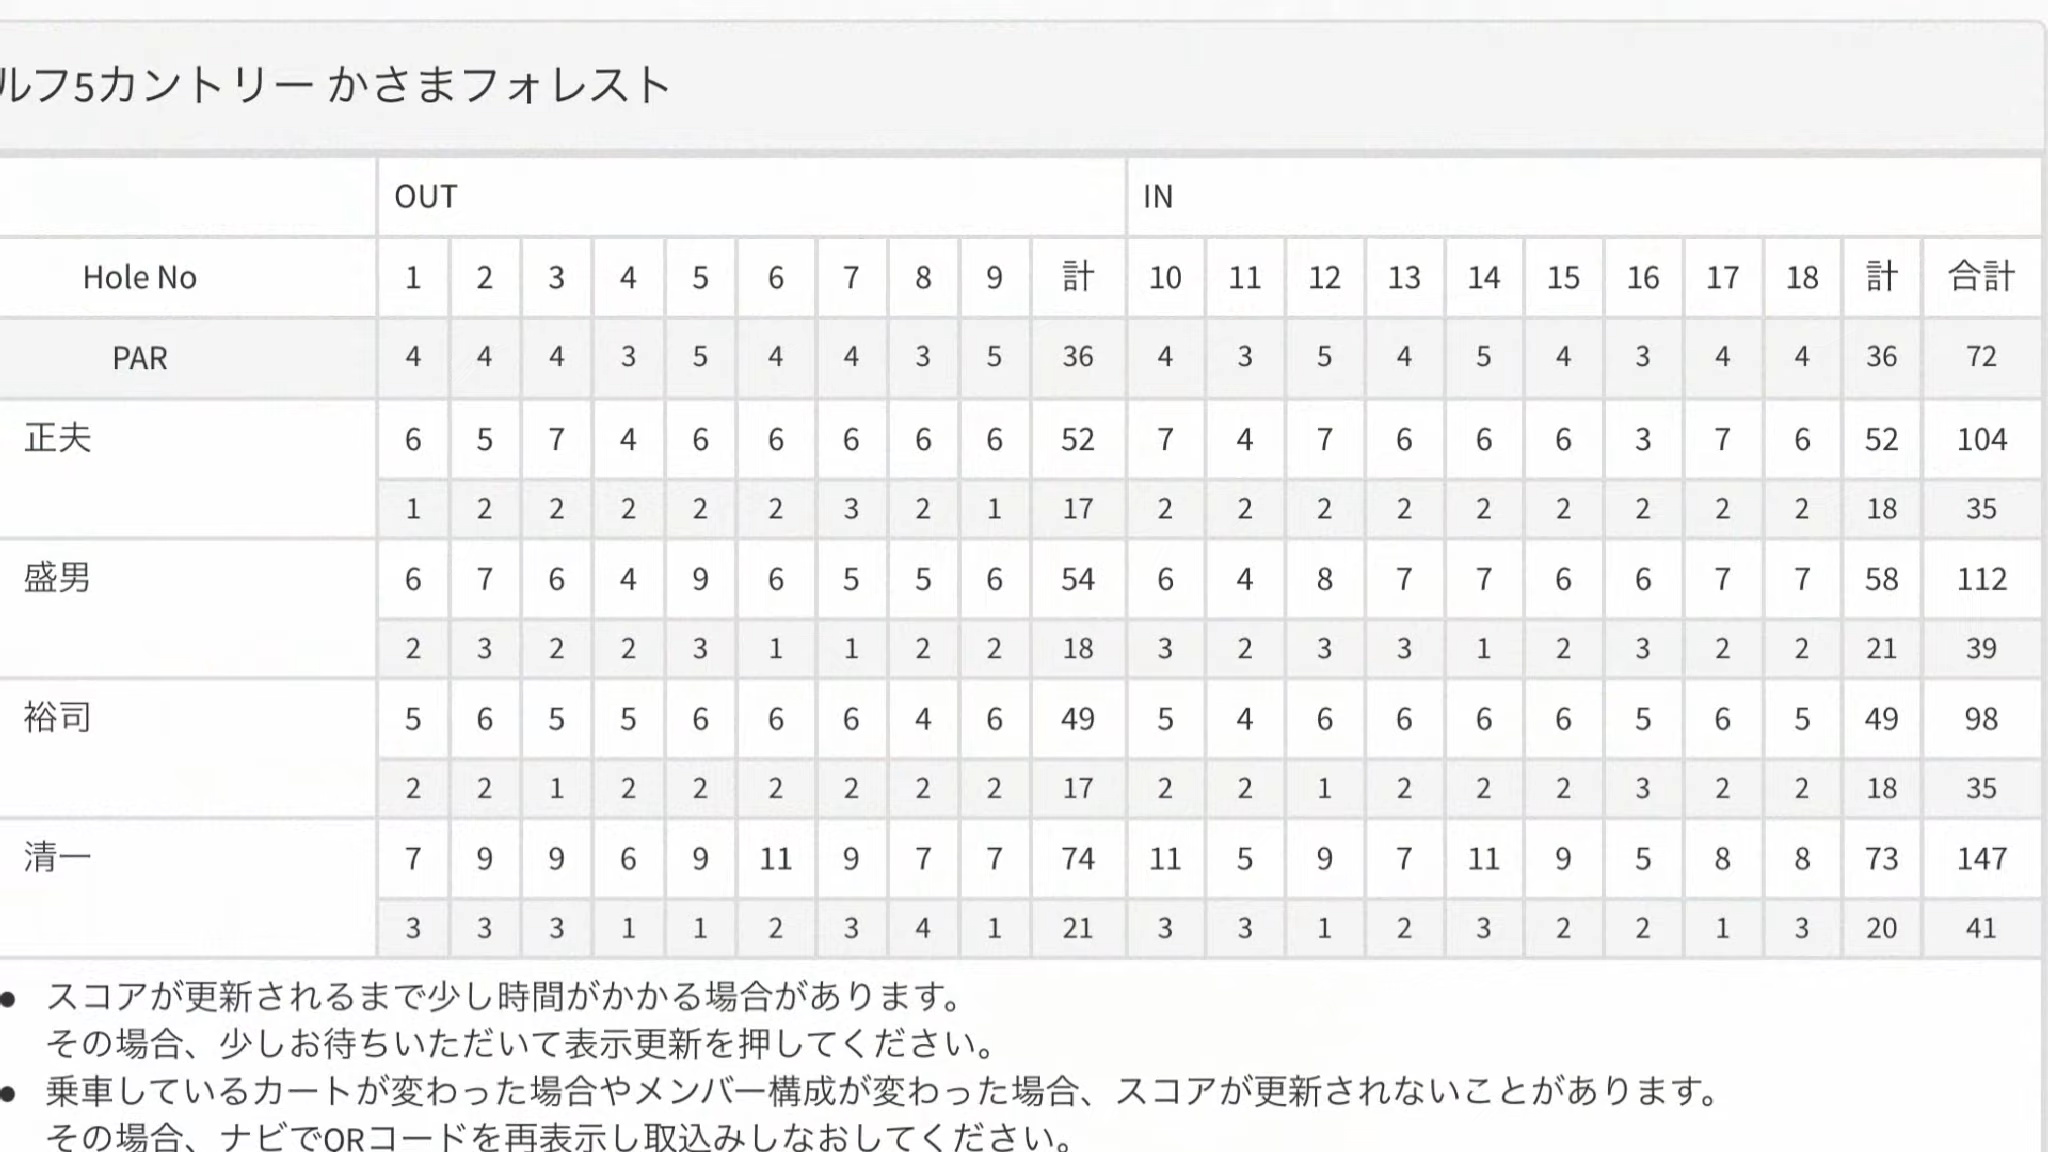 ルフ5カントリー かさまフォレスト
OUT IN
Hole No 1 2 3 4 5 6 7 8 9 計 10 11 12 13 14 15 16 17 18 計 合計
PAR 4 4 4 3 5 4 4 3 5 36 4 3 5 4 5 4 3 4 4 36 72
正夫 6 5 7 4 6 6 6 6 6 52 7 4 7 6 6 6 3 7 6 52 104
1 2 2 2 2 2 3 2 1 17 2 2 2 2 2 2 2 2 2 18 35
盛男 6 7 6 4 9 6 5 5 6 54 6 4 8 7 7 6 6 7 7 58 112
2 3 2 2 3 1 1 2 2 18 3 2 3 3 1 2 3 2 2 21 39
裕司 5 6 5 5 6 6 6 4 6 49 5 4 6 6 6 6 5 6 5 49 98
2 2 1 2 2 2 2 2 2 17 2 2 1 2 2 2 3 2 2 18 35
清一 7 9 9 6 9 11 9 7 7 74 11 5 9 7 11 9 5 8 8 73 147
3 3 3 1 1 2 3 4 1 21 3 3 1 2 3 2 2 1 3 20 41
● スコアが更新されるまで少し時間がかかる場合があります。
その場合、少しお待ちいただいて表示更新を押してください。
● 乗車しているカートが変わった場合やメンバー構成が変わった場合、スコアが更新されないことがあります。
その場合、ナビでQRコードを再表示し取込みしなおしてください。